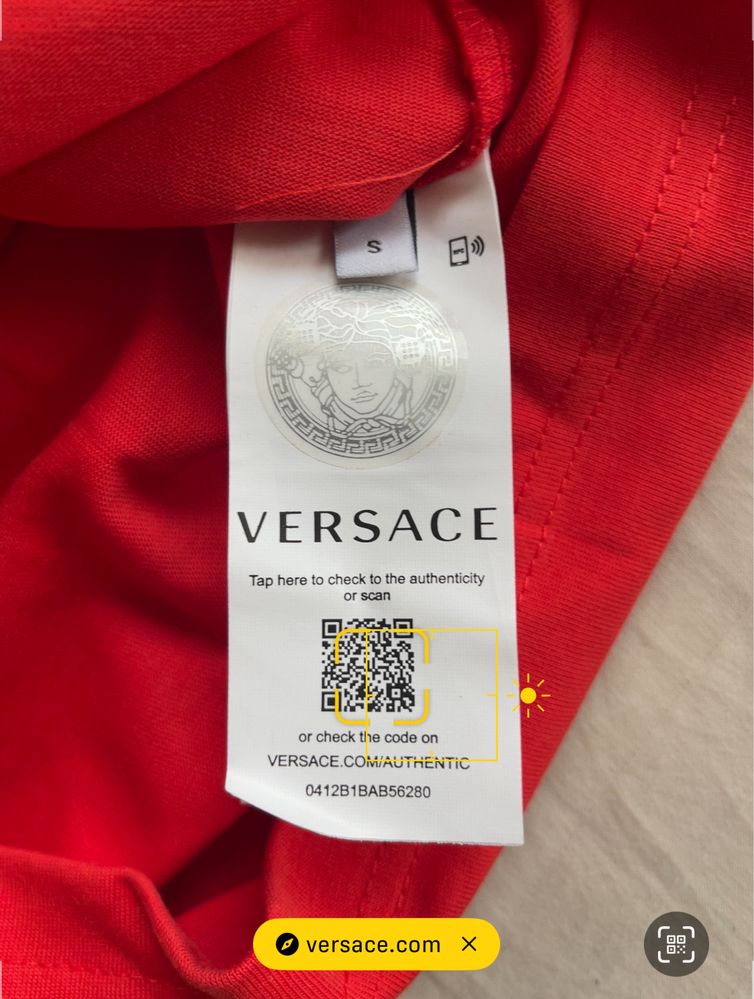 S
NFC
VERSACE
Tap here to check to the authenticity
or scan
or check the code on
VERSACE.COM/AUTHENTIC
0412B1BAB56280
versace.com